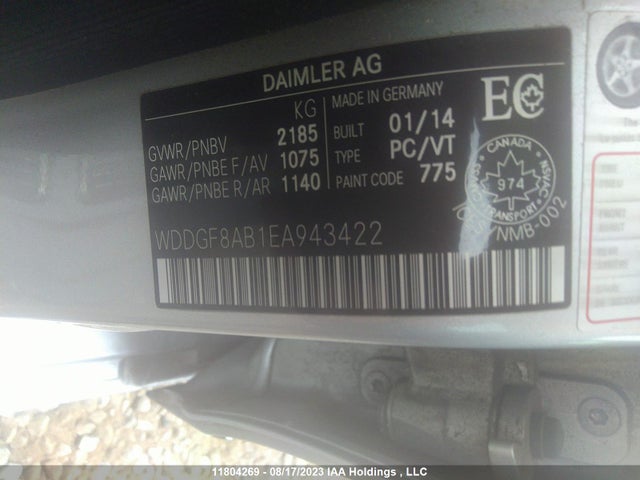 DAIMLER AG
KG
MADE IN GERMANY
EC
GVWR/PNBV 2185
BUILT 01/14
GAWR/PNBE F/AV 1075
TYPE PC/VT
GAWR/PNBE R/AR 1140
PAINT CODE 775
CANADA
974
TRANSPORT
NMB-002
WDDGF8AB1EA943422
11804269 - 08/17/2023 IAA Holdings , LLC